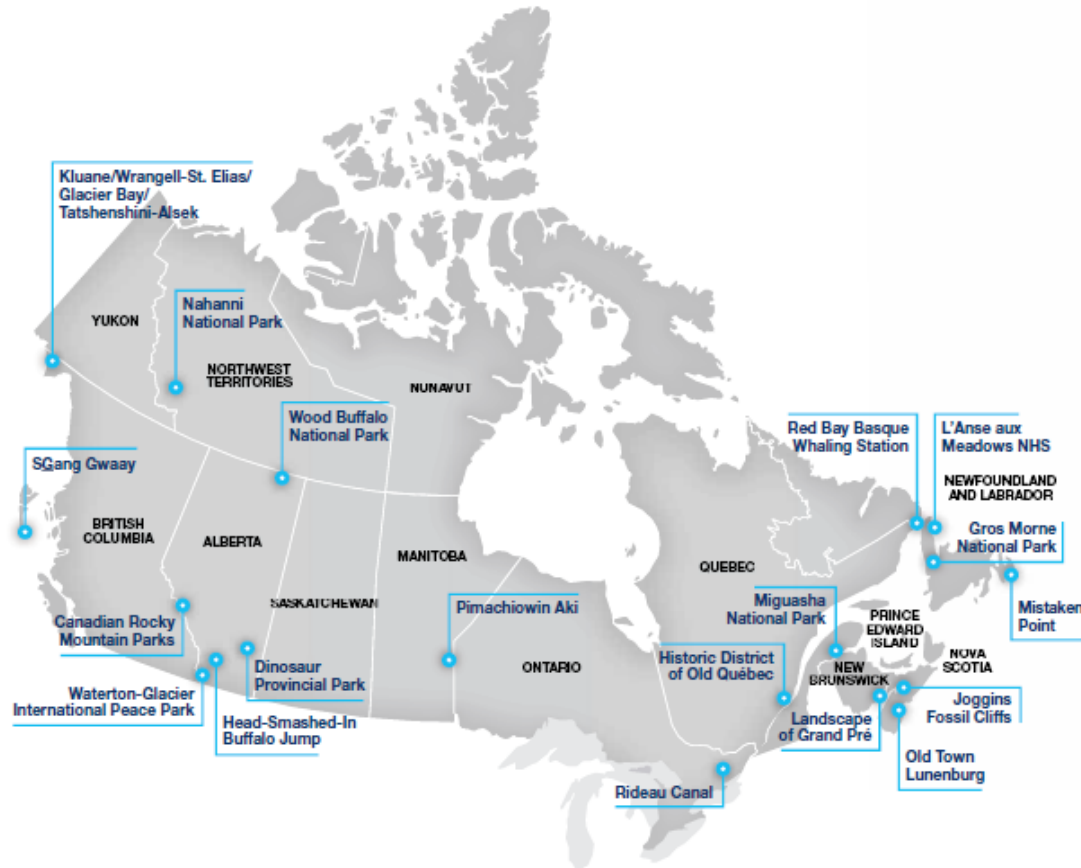 Kluane/Wrangell-St. Elias/
Glacier Bay/
Tatshenshini-Alsek
YUKON
Nahanni
National Park
NORTHWEST
TERRITORIES
NUNAVUT
Wood Buffalo
National Park
Red Bay Basque
Whaling Station
L'Anse aux
Meadows NHS
SGang Gwaay
NEWFOUNDLAND
AND LABRADOR
BRITISH
COLUMBIA
ALBERTA
MANITOBA
Gros Morne
National Park
QUEBEC
SASKATCHEWAN
Pimachiowin Aki
Miguasha
National Park
PRINCE
EDWARD
ISLAND
Mistaken
Point
Canadian Rocky
Mountain Parks
ONTARIO
Historic District
of Old Québec
NEW
BRUNSWICK
NOVA
SCOTIA
Dinosaur
Provincial Park
Waterton-Glacier
International Peace Park
Head-Smashed-In
Buffalo Jump
Landscape
of Grand Pré
Joggins
Fossil Cliffs
Old Town
Lunenburg
Rideau Canal